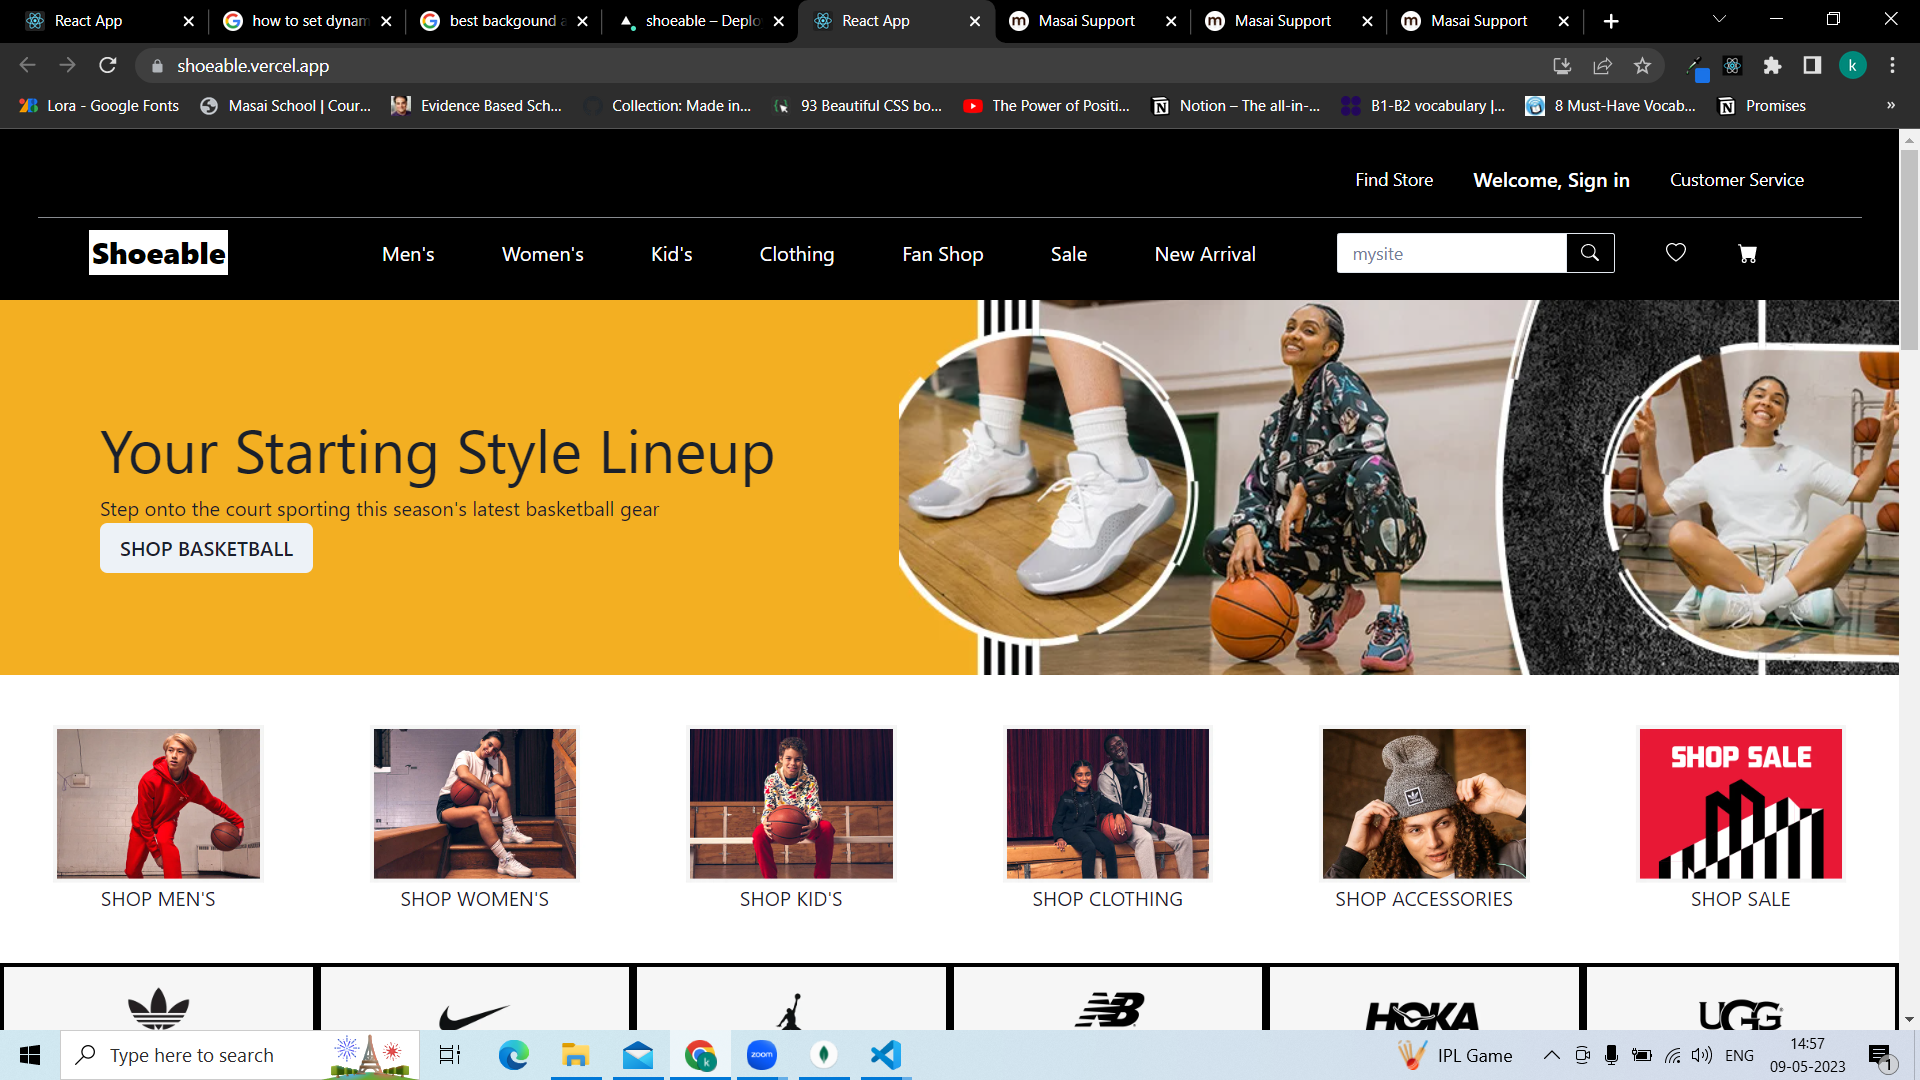 React App
how to set dynam
best backgound a
shoeable – Deplo
React App
Masai Support
Masai Support
Masai Support
shoeable.vercel.app
k
Lora - Google Fonts
Masai School | Cour...
Evidence Based Sch...
Collection: Made in...
93 Beautiful CSS bo...
The Power of Positi...
Notion – The all-in-...
B1-B2 vocabulary |...
8 Must-Have Vocab...
Promises
»
Find Store
Welcome, Sign in
Customer Service
Shoeable
Men's
Women's
Kid's
Clothing
Fan Shop
Sale
New Arrival
mysite
Your Starting Style Lineup
Step onto the court sporting this season's latest basketball gear
SHOP BASKETBALL
SHOP SALE
SHOP MEN'S
SHOP WOMEN'S
SHOP KID'S
SHOP CLOTHING
SHOP ACCESSORIES
SHOP SALE
NB
HOKA
UGG
Type here to search
zoom
k
IPL Game
ENG
14:57
09-05-2023
1